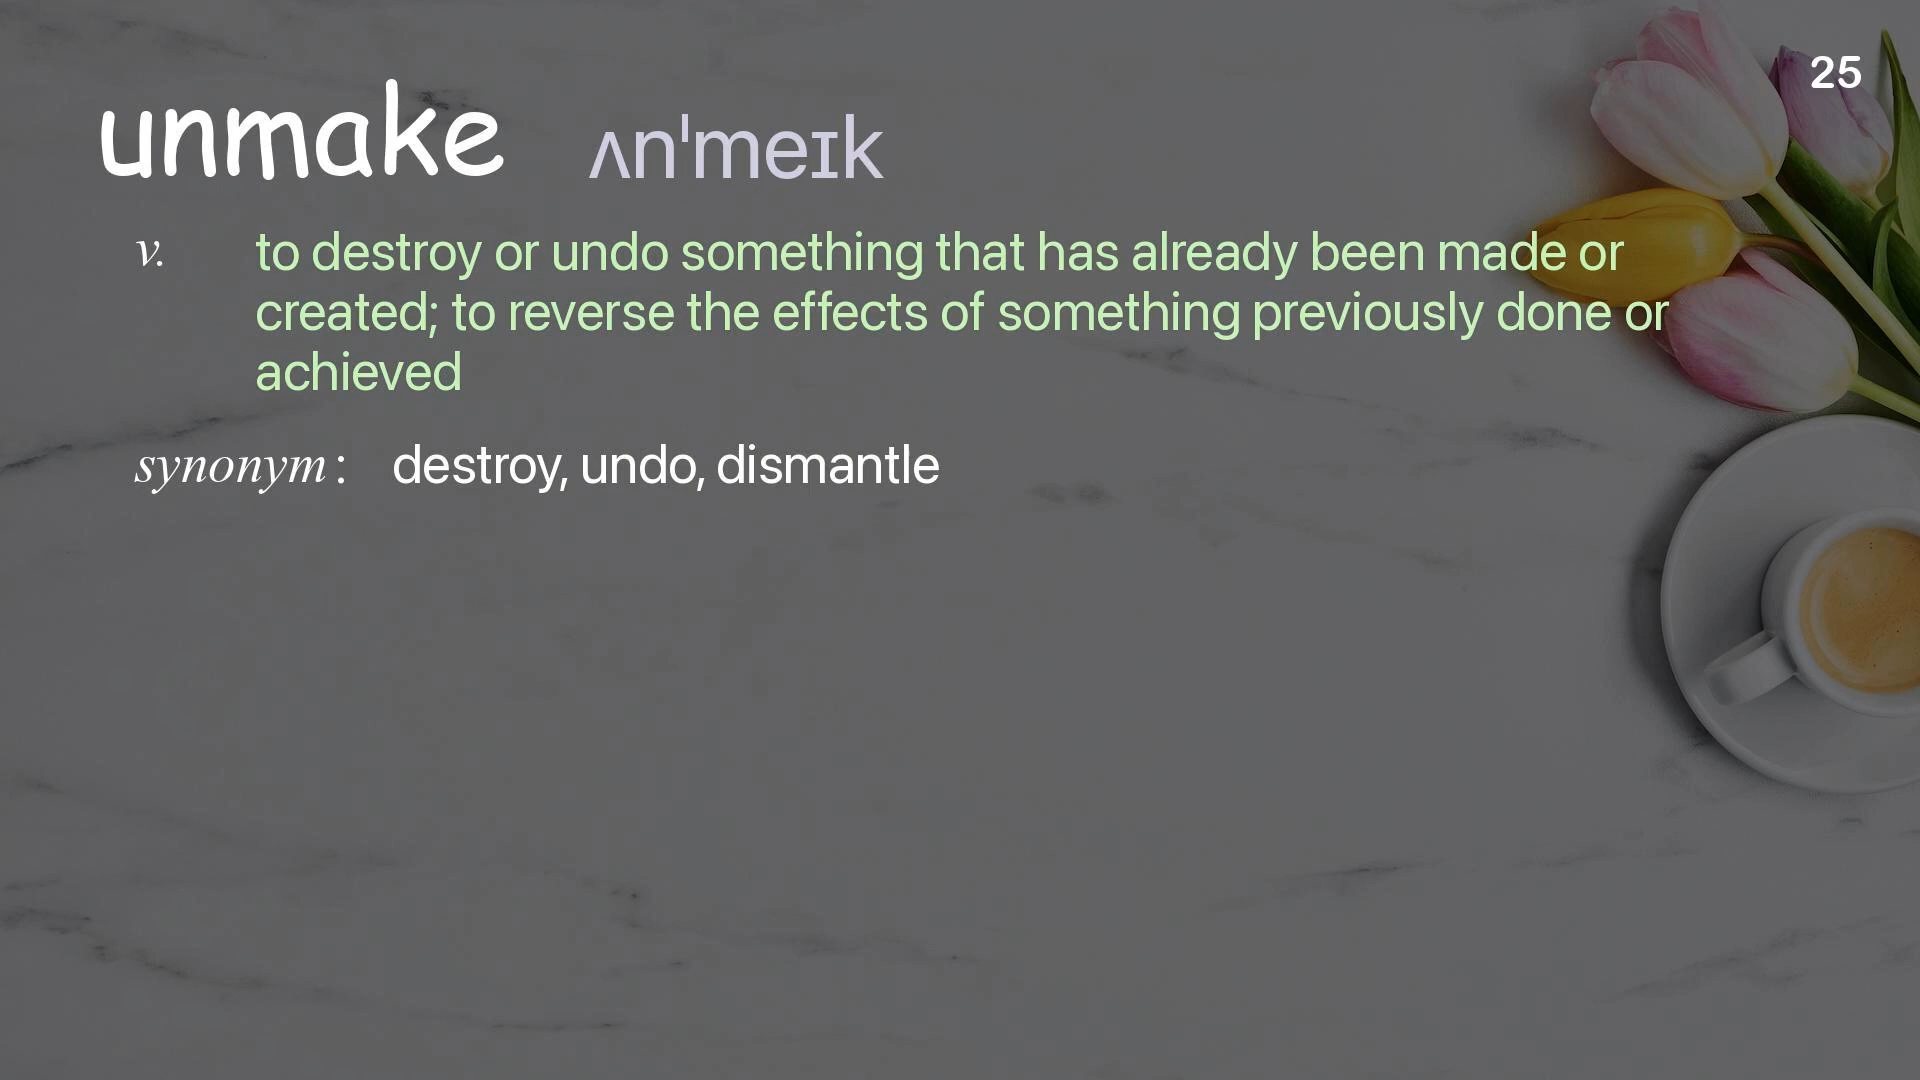 25
unmake ʌnˈmeɪk
v. to destroy or undo something that has already been made or
created; to reverse the effects of something previously done or
achieved
synonym : destroy, undo, dismantle